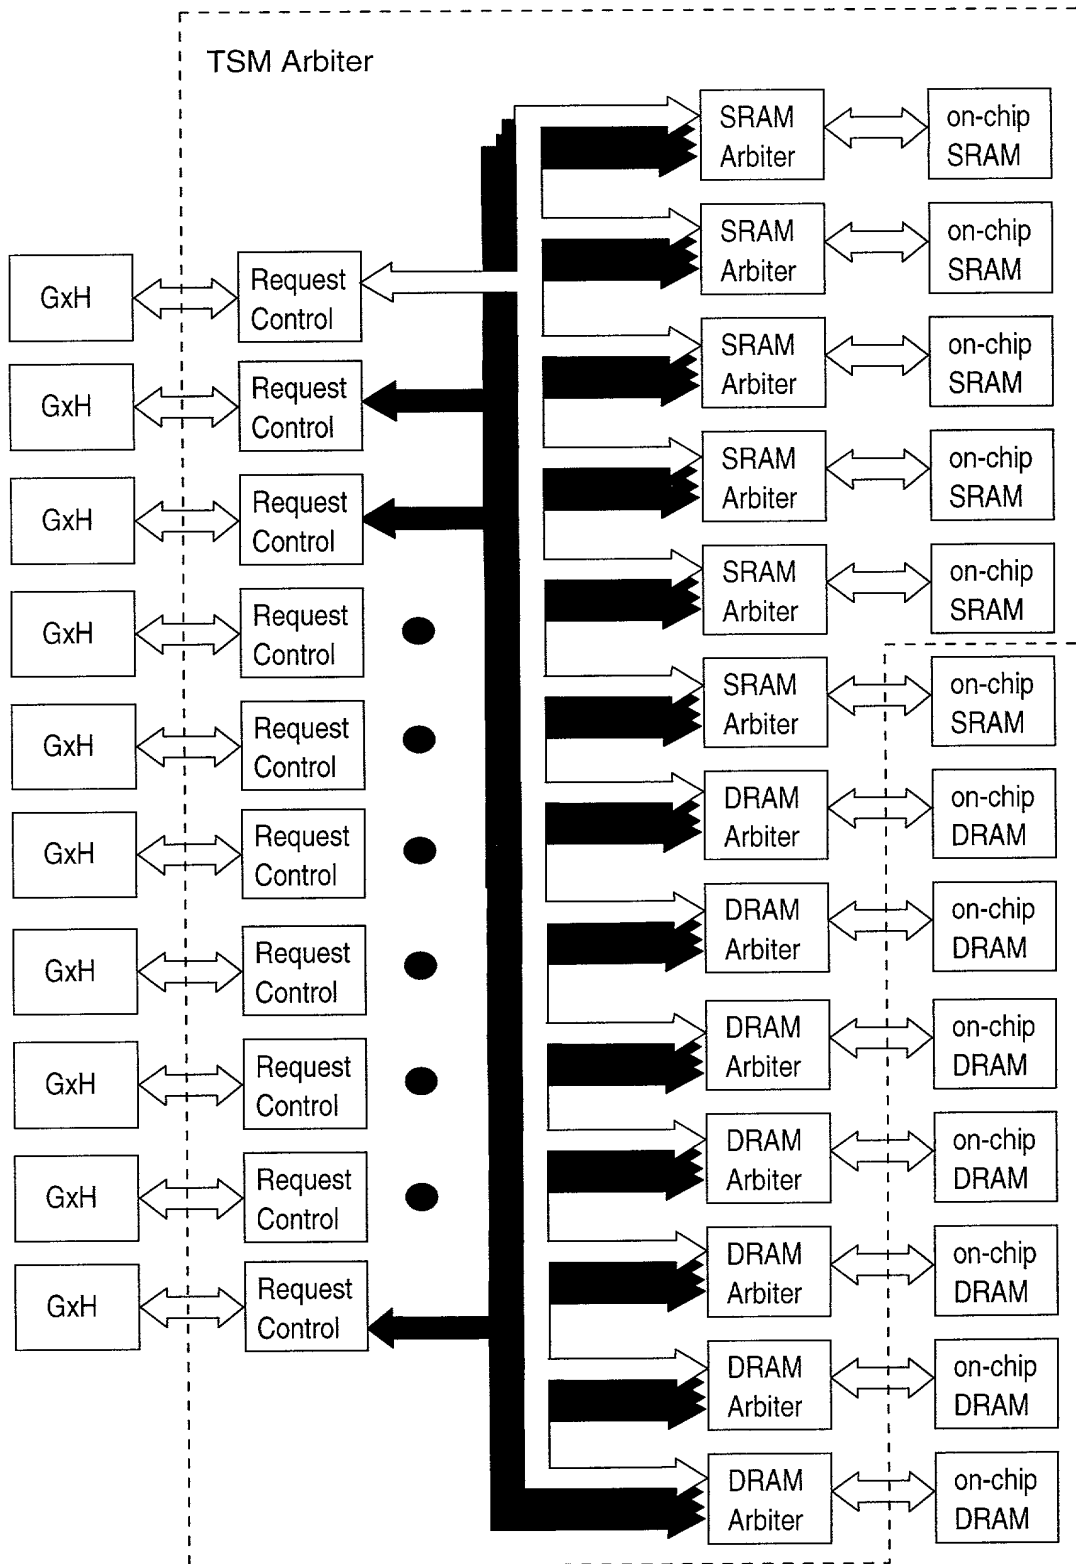 TSM Arbiter
SRAM
Arbiter
on-chip
SRAM
SRAM
Arbiter
on-chip
SRAM
GxH
Request
Control
SRAM
Arbiter
on-chip
SRAM
GxH
Request
Control
SRAM
Arbiter
on-chip
SRAM
GxH
Request
Control
SRAM
Arbiter
on-chip
SRAM
GxH
Request
Control
SRAM
Arbiter
on-chip
SRAM
GxH
Request
Control
DRAM
Arbiter
on-chip
DRAM
GxH
Request
Control
DRAM
Arbiter
on-chip
DRAM
GxH
Request
Control
DRAM
Arbiter
on-chip
DRAM
GxH
Request
Control
DRAM
Arbiter
on-chip
DRAM
GxH
Request
Control
DRAM
Arbiter
on-chip
DRAM
GxH
Request
Control
DRAM
Arbiter
on-chip
DRAM
DRAM
Arbiter
on-chip
DRAM